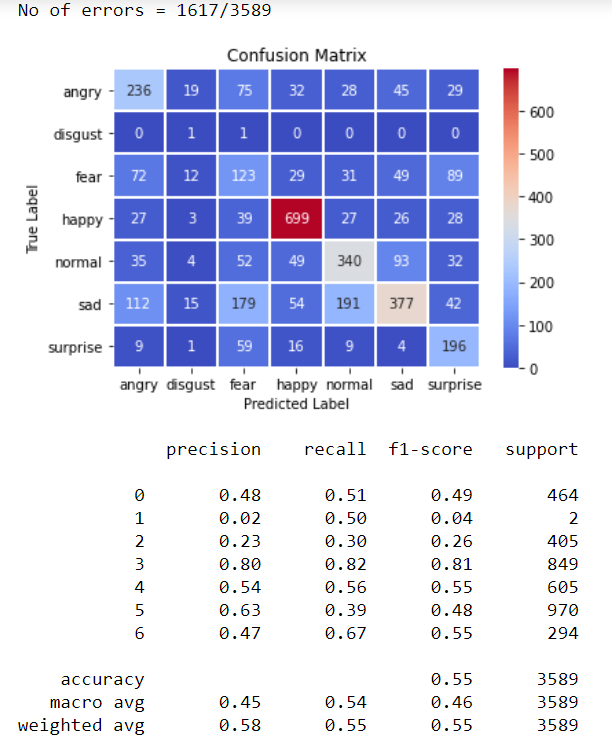 No of errors = 1617/3589
Confusion Matrix
True Label
angry 236 19 75 32 28 45 29
disgust 0 1 1 0 0 0 0
fear 72 12 123 29 31 49 89
happy 27 3 39 699 27 26 28
normal 35 4 52 49 340 93 32
sad 112 15 179 54 191 377 42
surprise 9 1 59 16 9 4 196
angry disgust fear happy normal sad surprise
Predicted Label
600
500
400
300
200
100
0
precision recall f1-score support
0 0.48 0.51 0.49 464
1 0.02 0.50 0.04 2
2 0.23 0.30 0.26 405
3 0.80 0.82 0.81 849
4 0.54 0.56 0.55 605
5 0.63 0.39 0.48 970
6 0.47 0.67 0.55 294
accuracy 0.55 3589
macro avg 0.45 0.54 0.46 3589
weighted avg 0.58 0.55 0.55 3589